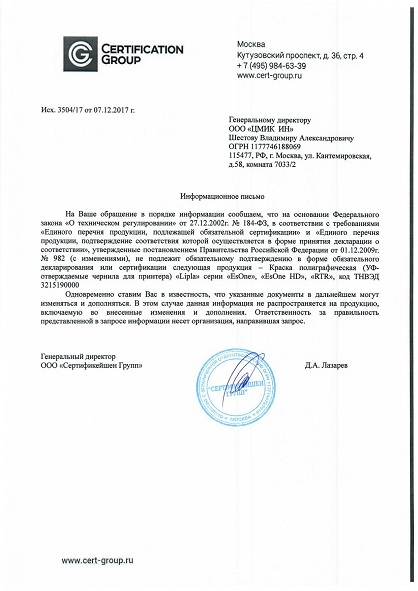 CERTIFICATION
GROUP
Москва
Кутузовский проспект, д. 36, стр. 4
+ 7 (495) 984-63-39
www.cert-group.ru
Исх. 3504/17 от 07.12.2017 г.
Генеральному директору
ООО «ЦМИК ИН»
Шестову Владимиру Александровичу
ОГРН 1177746188069
115477, РФ, г. Москва, ул. Кантемировская,
д.58, комната 7033/2
Информационное письмо
На Ваше обращение в порядке информации сообщаем, что на основании Федерального
закона «О техническом регулировании» от 27.12.2002г. № 184-ФЗ, в соответствии с требованиями
«Единого перечня продукции, подлежащей обязательной сертификации» и «Единого перечня
продукции, подтверждение соответствия которой осуществляется в форме принятия декларации о
соответствии», утвержденные постановлением Правительства Российской Федерации от 01.12.2009г.
№ 982 (с изменениями), не подлежит обязательному подтверждению в форме обязательного
декларирования или сертификации следующая продукция – Краска полиграфическая (УФ-
отверждаемые чернила для принтера) «Lipla» серии «EsOne», «EsOne HD», «RTR», код ТНВЭД
3215190000
Одновременно ставим Вас в известность, что указанные документы в дальнейшем могут
изменяться и дополняться. В этом случае данная информация не распространяется на продукцию,
включаемую во внесенные изменения и дополнения. Ответственность за правильность
представленной в запросе информации несет организация, направившая запрос.
Генеральный директор
ООО «Сертификейшен Групп»
Д.А. Лазарев
"СЕРТИФИКЕЙШЕН
ГРУПП"
www.cert-group.ru